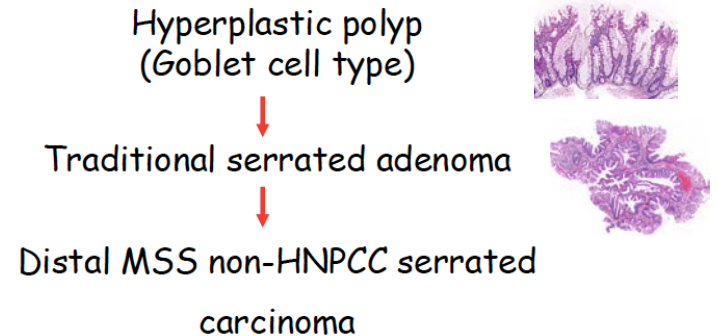 Hyperplastic polyp
(Goblet cell type)
Traditional serrated adenoma
Distal MSS non-HNPCC serrated
carcinoma